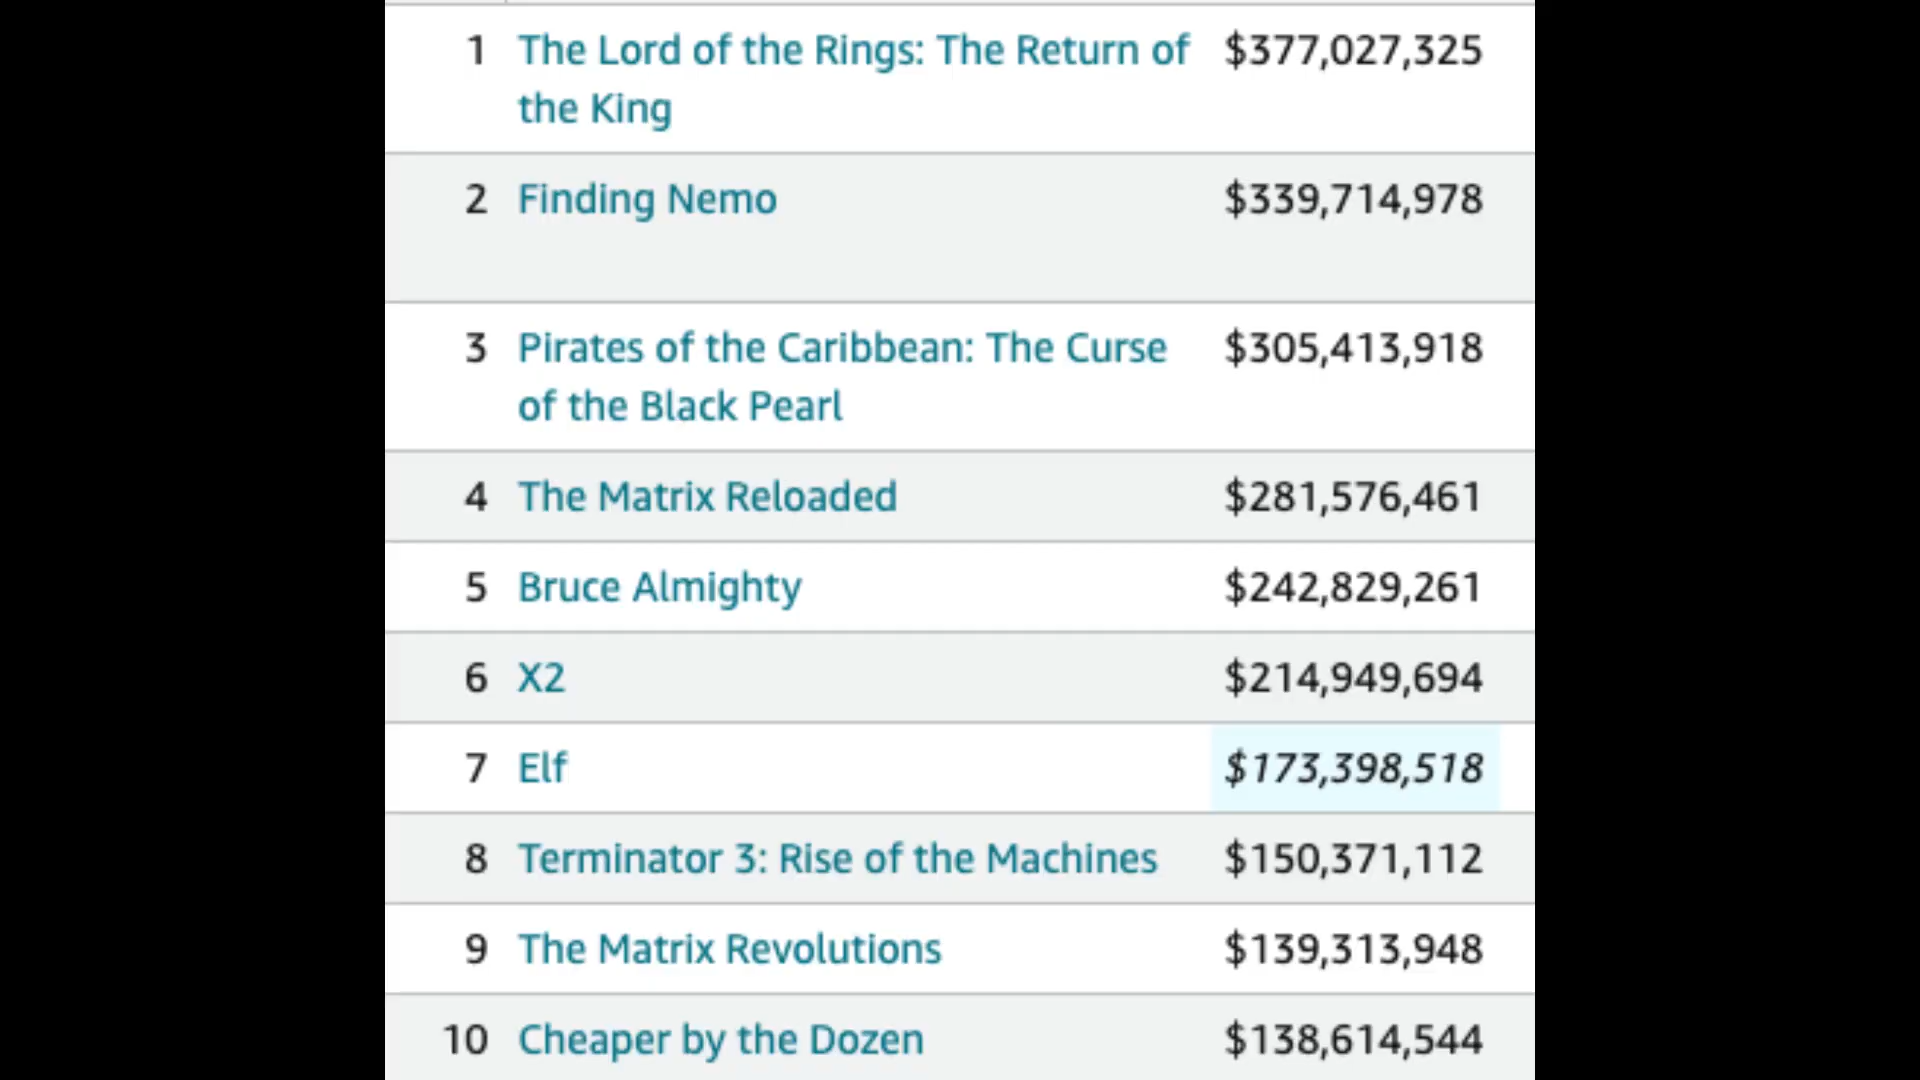 1 The Lord of the Rings: The Return of $377,027,325
the King
2 Finding Nemo $339,714,978
3 Pirates of the Caribbean: The Curse $305,413,918
of the Black Pearl
4 The Matrix Reloaded $281,576,461
5 Bruce Almighty $242,829,261
6 X2 $214,949,694
7 Elf $173,398,518
8 Terminator 3: Rise of the Machines $150,371,112
9 The Matrix Revolutions $139,313,948
10 Cheaper by the Dozen $138,614,544